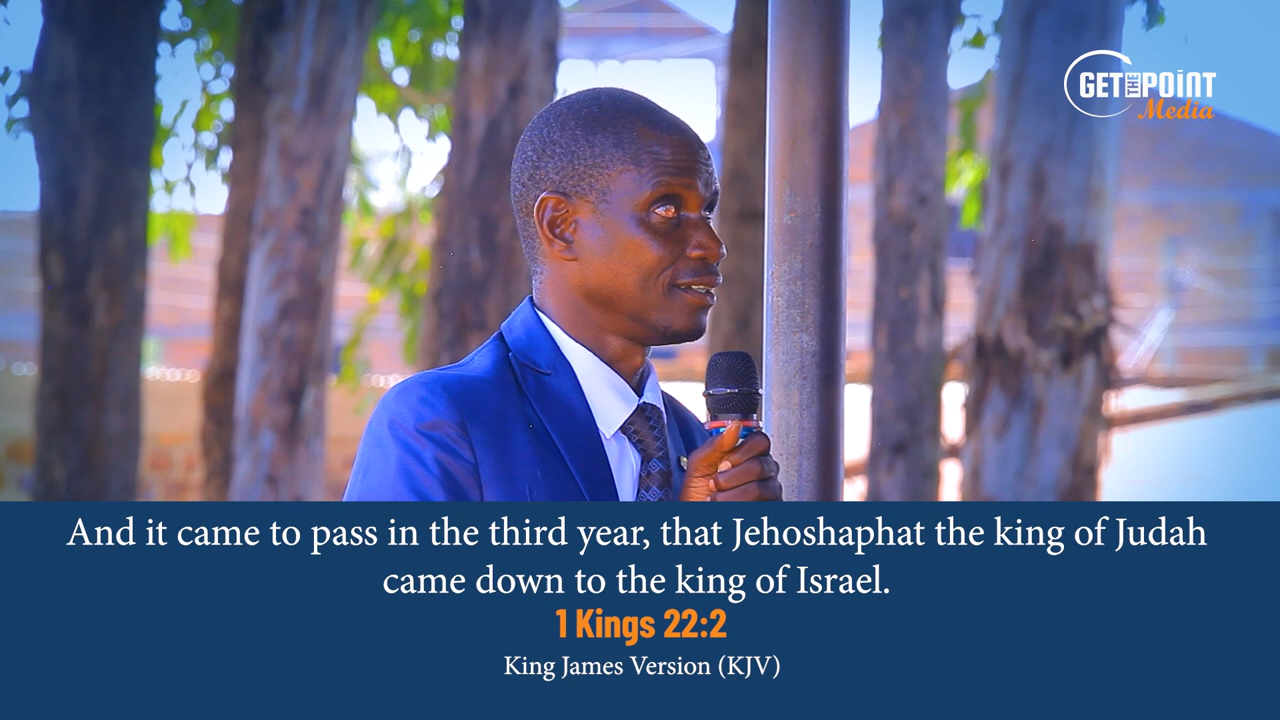 GET THE POINT
Media
And it came to pass in the third year, that Jehoshaphat the king of Judah
came down to the king of Israel.
1 Kings 22:2
King James Version (KJV)